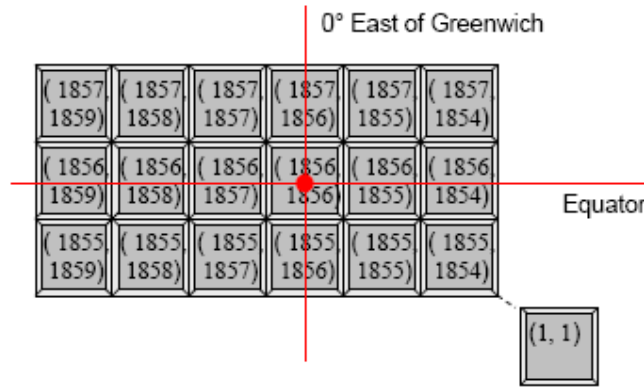 0° East of Greenwich
( 1857, ( 1857, ( 1857, ( 1857, ( 1857, ( 1857,
1859) 1858) 1857) 1856) 1855) 1854)
( 1856, ( 1856, ( 1856, ( 1856, ( 1856, ( 1856,
1859) 1858) 1857) 1856) 1855) 1854)
Equator
( 1855, ( 1855, ( 1855, ( 1855, ( 1855, ( 1855,
1859) 1858) 1857) 1856) 1855) 1854)
(1, 1)